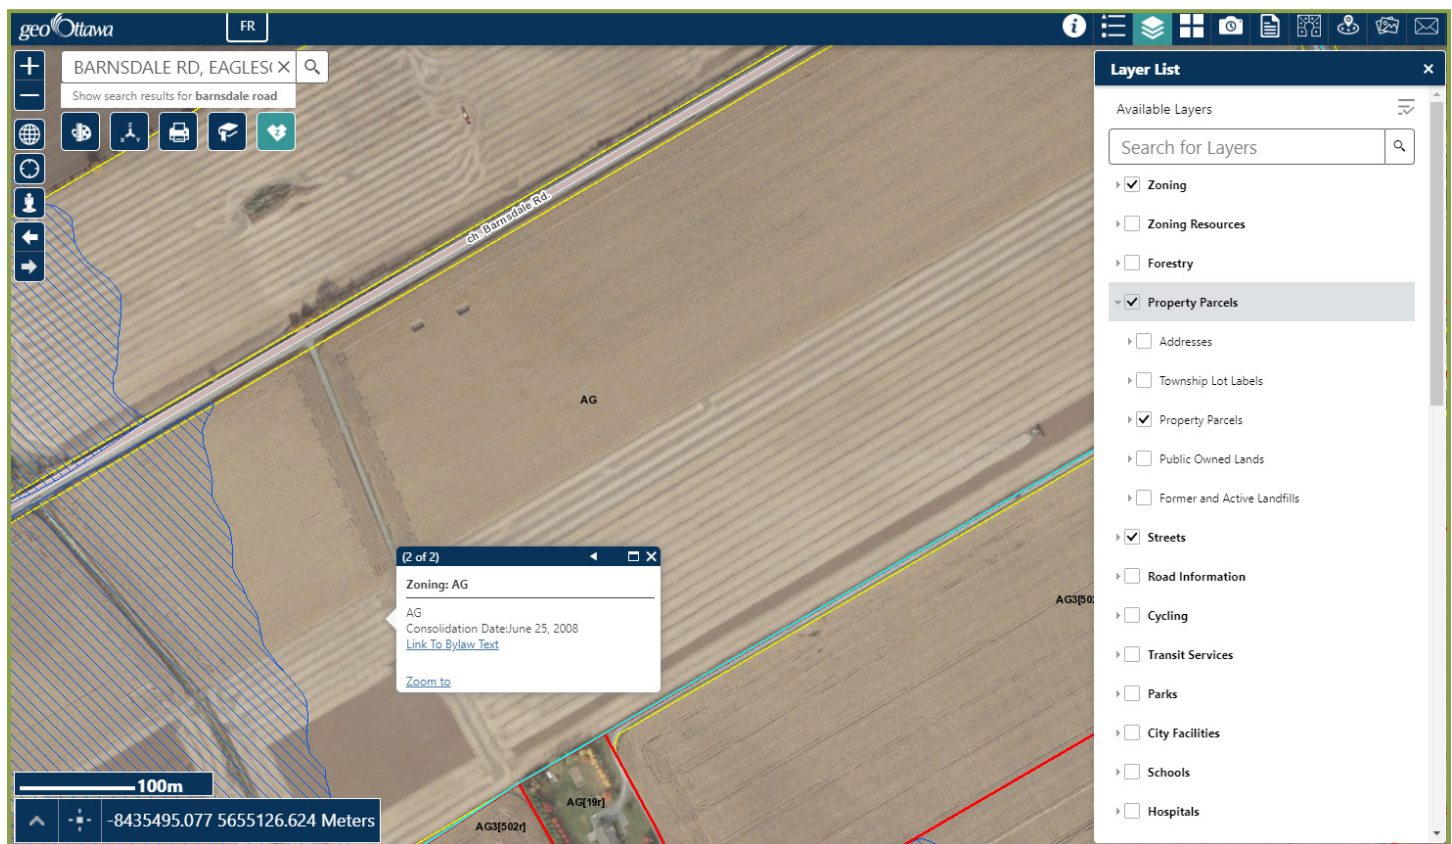 geoOttawa
FR
BARNSDALE RD, EAGLES
Show search results for barnsdale road
ch. Barnsdale Rd.
AG
(2 of 2)
Zoning: AG
AG
Consolidation Date:June 25, 2008
Link To Bylaw Text
Zoom to
AG3[502
AG[19r]
AG3[502r]
100m
-8435495.077 5655126.624 Meters
Layer List
Available Layers
Search for Layers
Zoning
Zoning Resources
Forestry
Property Parcels
Addresses
Township Lot Labels
Property Parcels
Public Owned Lands
Former and Active Landfills
Streets
Road Information
Cycling
Transit Services
Parks
City Facilities
Schools
Hospitals